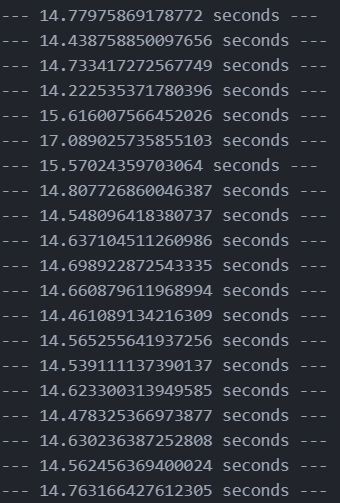 --- 14.77975869178772 seconds ---
--- 14.438758850097656 seconds ---
--- 14.733417272567749 seconds ---
--- 14.222535371780396 seconds ---
--- 15.616007566452026 seconds ---
--- 17.089025735855103 seconds ---
--- 15.57024359703064 seconds ---
--- 14.807726860046387 seconds ---
--- 14.548096418380737 seconds ---
--- 14.637104511260986 seconds ---
--- 14.698922872543335 seconds ---
--- 14.660879611968994 seconds ---
--- 14.461089134216309 seconds ---
--- 14.565255641937256 seconds ---
--- 14.539111137390137 seconds ---
--- 14.623300313949585 seconds ---
--- 14.478325366973877 seconds ---
--- 14.630236387252808 seconds ---
--- 14.562456369400024 seconds ---
--- 14.763166427612305 seconds ---